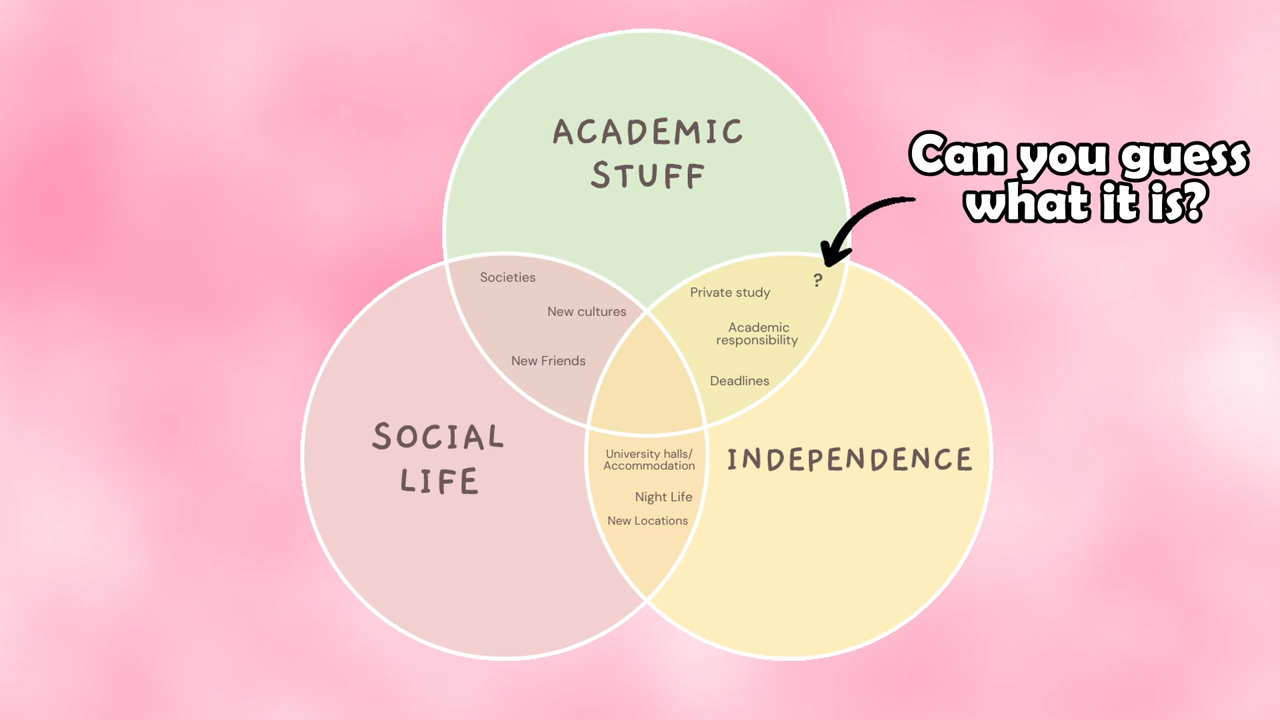 ACADEMIC
STUFF
Can you guess
what it is?
Societies
New cultures
New Friends
?
Private study
Academic
responsibility
Deadlines
SOCIAL
LIFE
University halls/
Accommodation
Night Life
New Locations
INDEPENDENCE